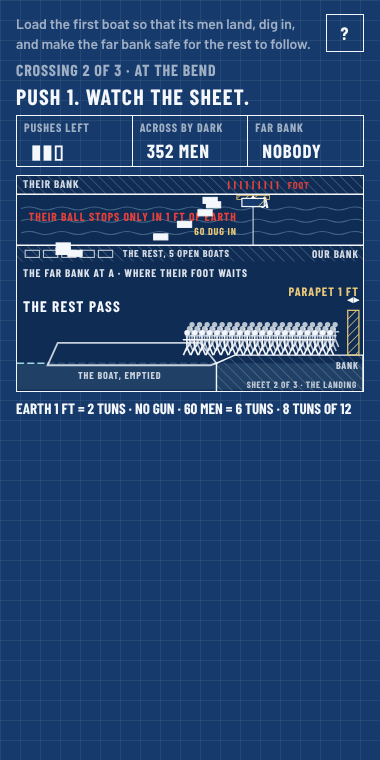 Load the first boat so its men land, dig in,
and make the far bank safe for the rest to follow.
?
CROSSING 2 OF 3 · AT THE BEND
PUSH 1. WATCH THE SHEET.
PUSHES LEFT
ACROSS BY DARK
352 MEN
FAR BANK
NOBODY
THEIR BANK
FOOT
A
THEIR BALL STOPS ONLY IN 1 FT OF EARTH
60 DUG IN
THE REST, 5 OPEN BOATS
OUR BANK
THE FAR BANK AT A · WHERE THEIR FOOT WAITS
PARAPET 1 FT
THE REST PASS
BANK
THE BOAT, EMPTIED
SHEET 2 OF 3 · THE LANDING
EARTH 1 FT = 2 TUNS · NO GUN · 60 MEN = 6 TUNS · 8 TUNS OF 12